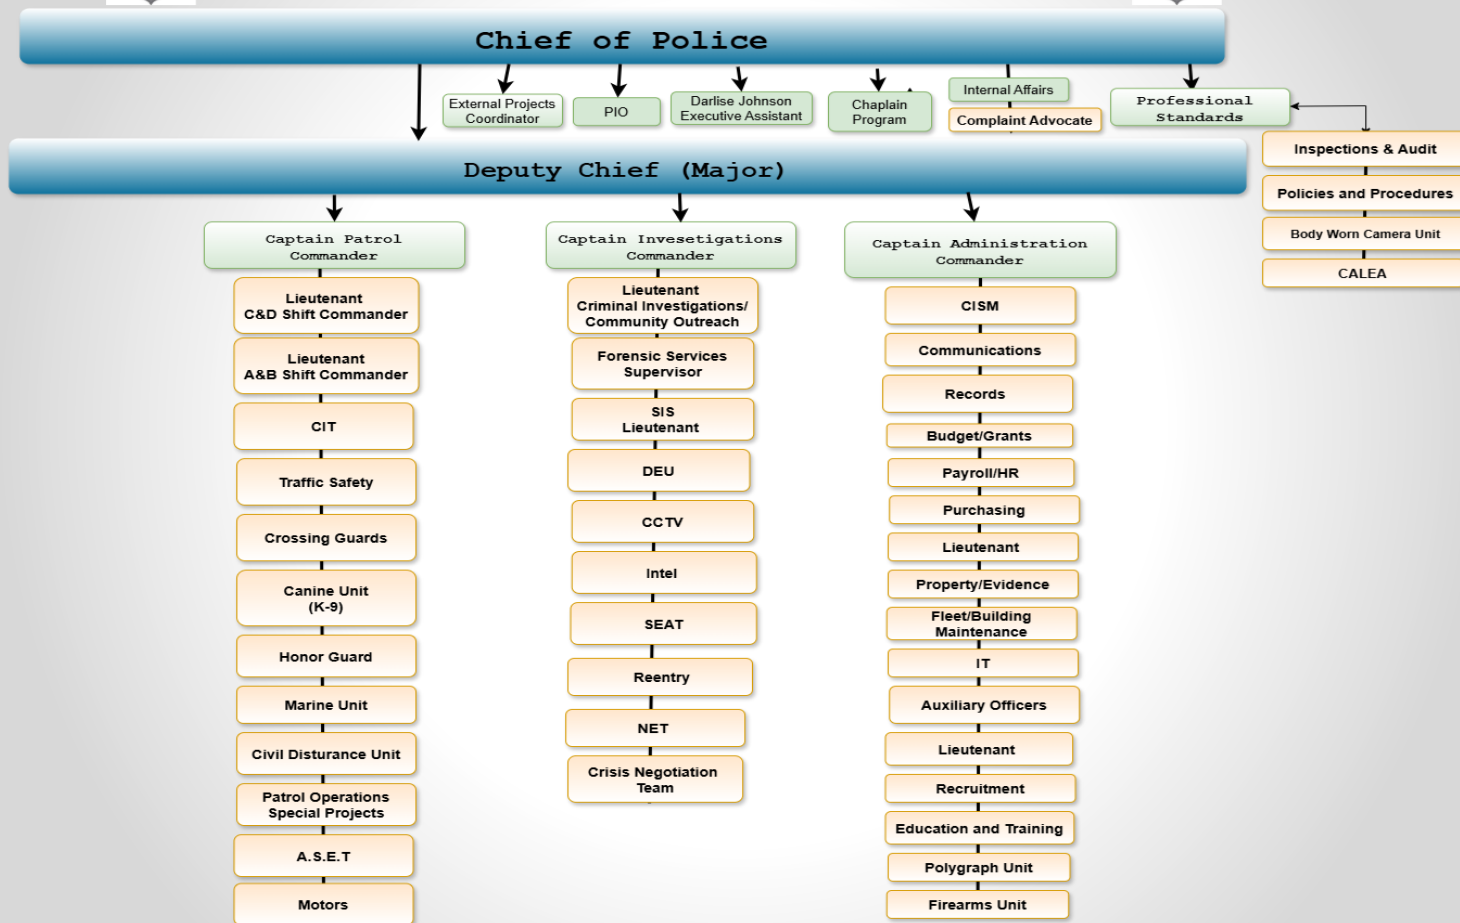 Chief of Police
External Projects
Coordinator
PIO
Darlise Johnson
Executive Assistant
Chaplain
Program
Internal Affairs
Complaint Advocate
Professional
Standards
Inspections & Audit
Policies and Procedures
Body Worn Camera Unit
CALEA
Deputy Chief (Major)
Captain Patrol
Commander
Lieutenant
C&D Shift Commander
Lieutenant
A&B Shift Commander
CIT
Traffic Safety
Crossing Guards
Canine Unit
(K-9)
Honor Guard
Marine Unit
Civil Disturance Unit
Patrol Operations
Special Projects
A.S.E.T
Motors
Captain Invesetigations
Commander
Lieutenant
Criminal Investigations/
Community Outreach
Forensic Services
Supervisor
SIS
Lieutenant
DEU
CCTV
Intel
SEAT
Reentry
NET
Crisis Negotiation
Team
Captain Administration
Commander
CISM
Communications
Records
Budget/Grants
Payroll/HR
Purchasing
Lieutenant
Property/Evidence
Fleet/Building
Maintenance
IT
Auxiliary Officers
Lieutenant
Recruitment
Education and Training
Polygraph Unit
Firearms Unit